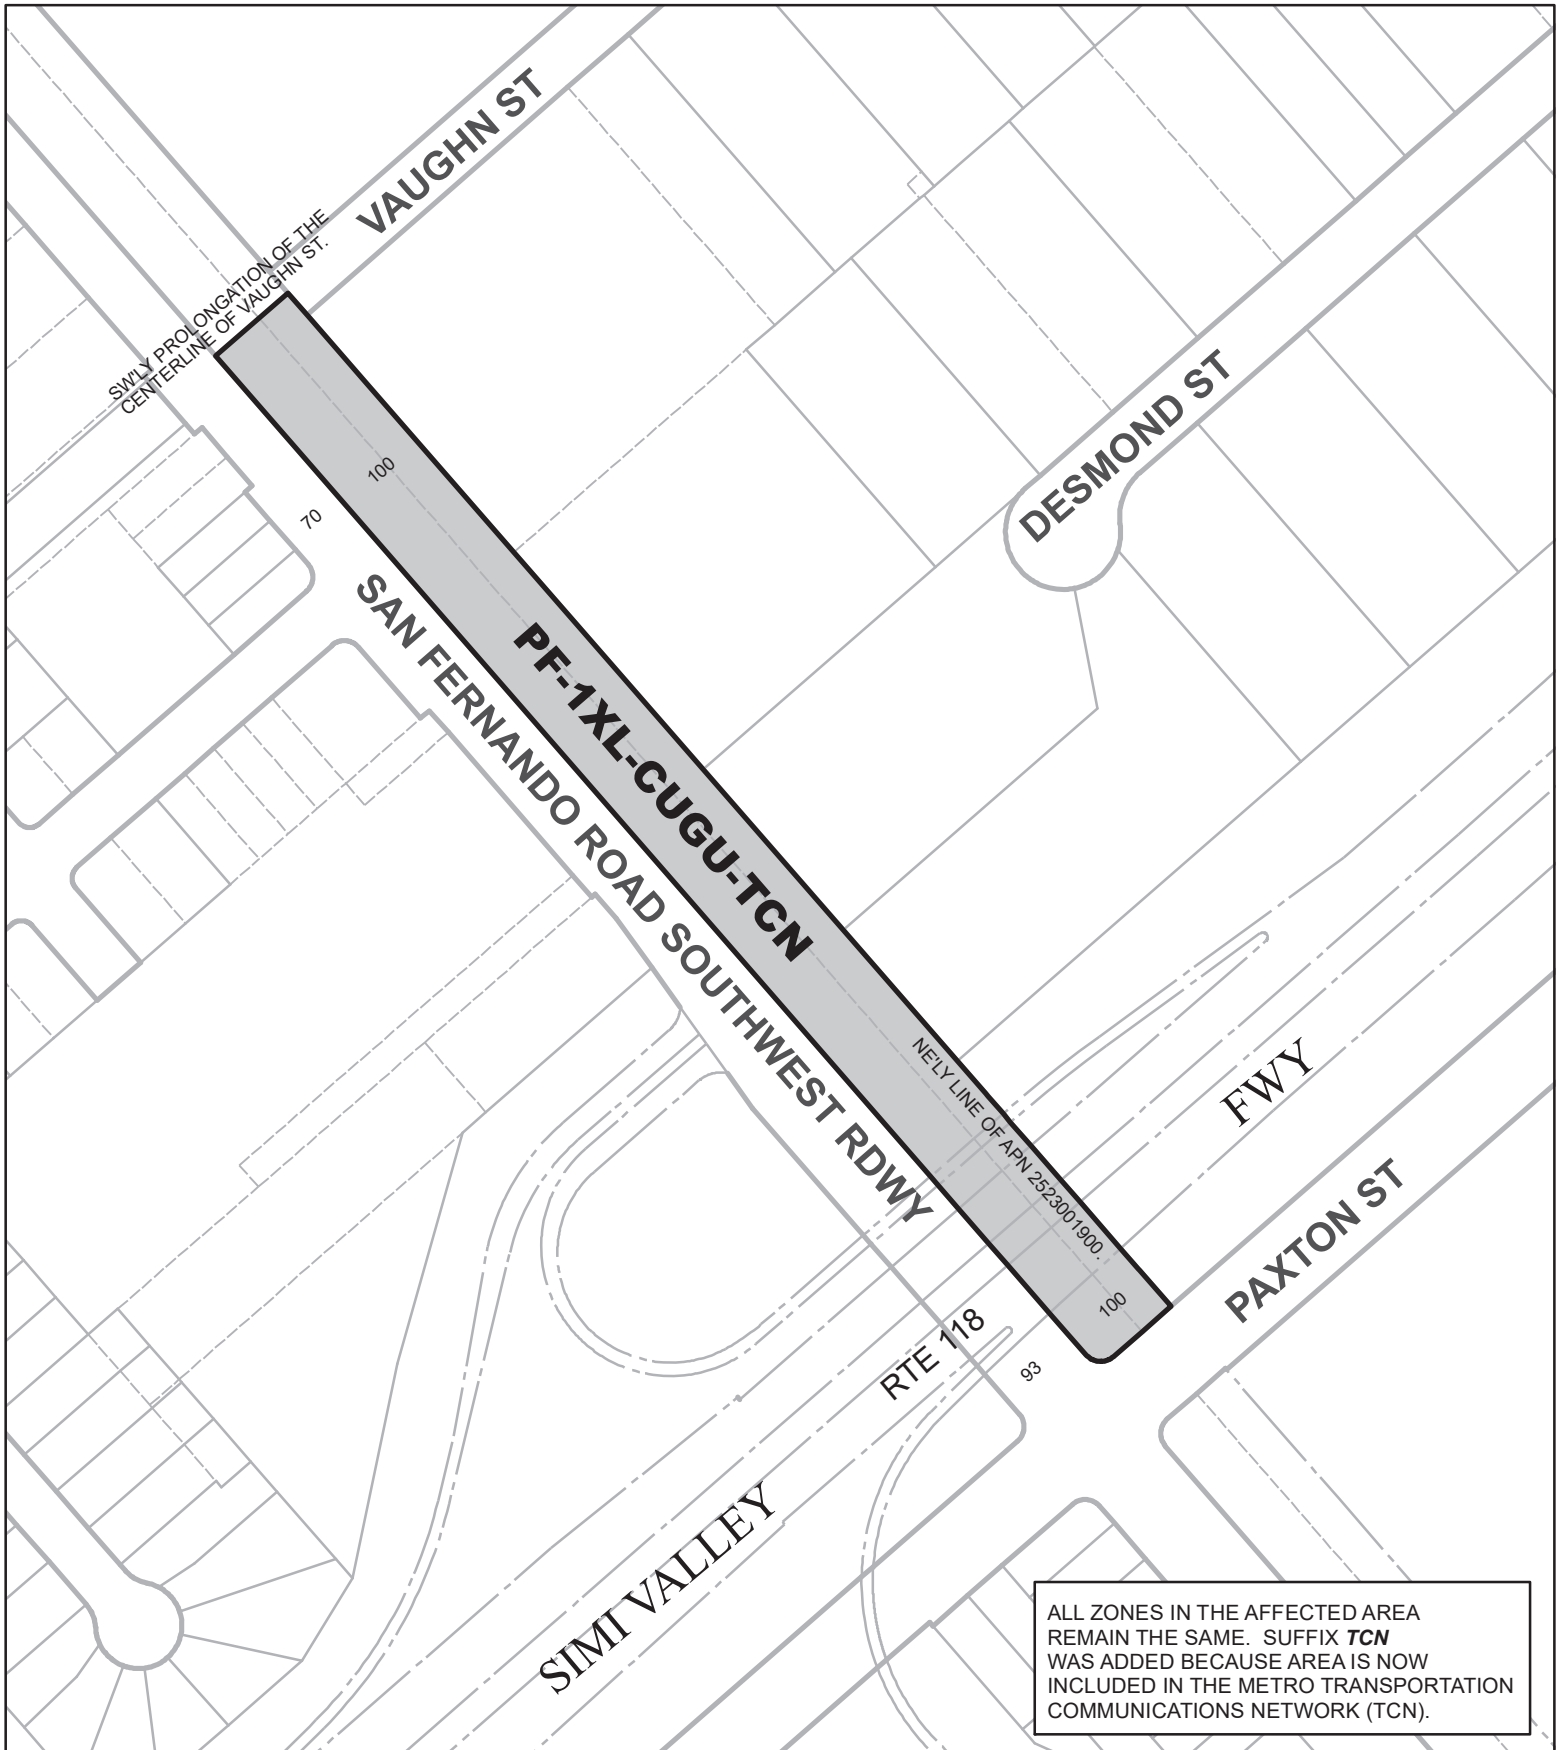 VAUGHN ST
SW'LY PROLONGATION OF THE
CENTERLINE OF VAUGHN ST.
DESMOND ST
100
70
SAN FERNANDO ROAD SOUTHWEST RDWY
PF-1XL-CUGU-TCN
NE'LY LINE OF APN 2523001900.
FWY
PAXTON ST
100
RTE 118
93
SIMI VALLEY
ALL ZONES IN THE AFFECTED AREA
REMAIN THE SAME. SUFFIX TCN
WAS ADDED BECAUSE AREA IS NOW
INCLUDED IN THE METRO TRANSPORTATION
COMMUNICATIONS NETWORK (TCN).